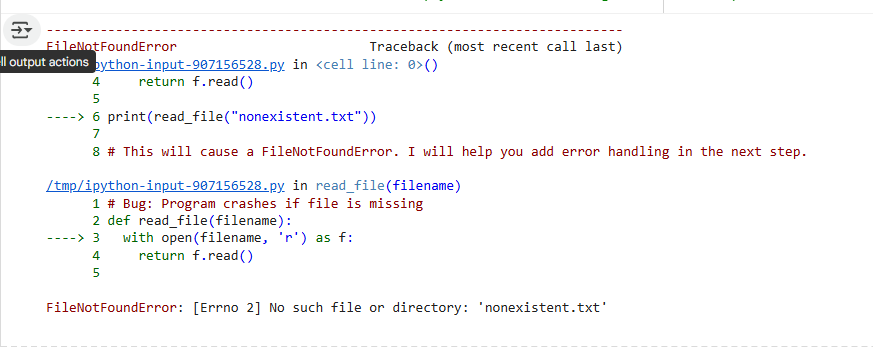 ---------------------------------------------------------------------------
FileNotFoundError                         Traceback (most recent call last)
ll output actions
python-input-907156528.py in <cell line: 0>()
      4     return f.read()
      5
----> 6 print(read_file("nonexistent.txt"))
      7
      8 # This will cause a FileNotFoundError. I will help you add error handling in the next step.
/tmp/ipython-input-907156528.py in read_file(filename)
      1 # Bug: Program crashes if file is missing
      2 def read_file(filename):
----> 3   with open(filename, 'r') as f:
      4     return f.read()
      5
FileNotFoundError: [Errno 2] No such file or directory: 'nonexistent.txt'